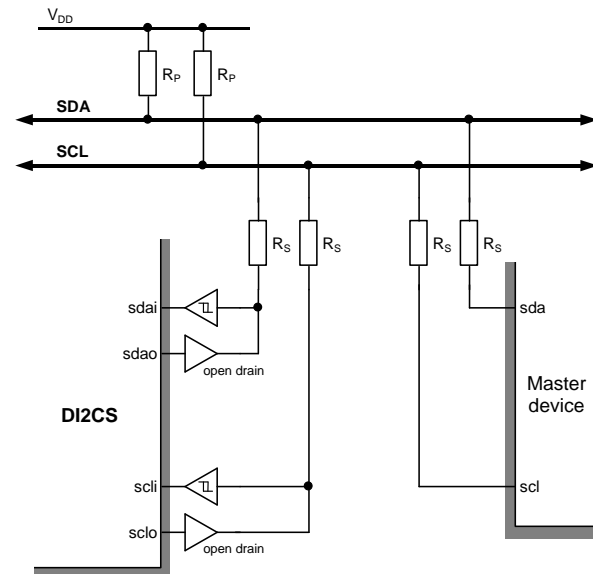 VDD
RP RP
SDA
SCL
RS RS RS RS
sdai
sda
sdao
open drain
Master
device
DI2CS
scli
scl
sclo
open drain